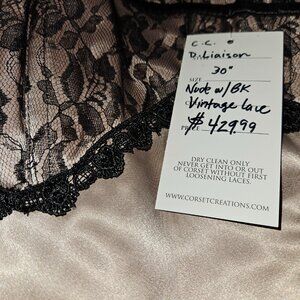 C.C.
D. Liaison
30"
SIZE
Nude w/BK
Vintage Lace
$429.99
DRY CLEAN ONLY
NEVER GET INTO OR OUT
OF CORSET WITHOUT FIRST
LOOSENING LACES.
WWW.CORSETCREATIONS.COM